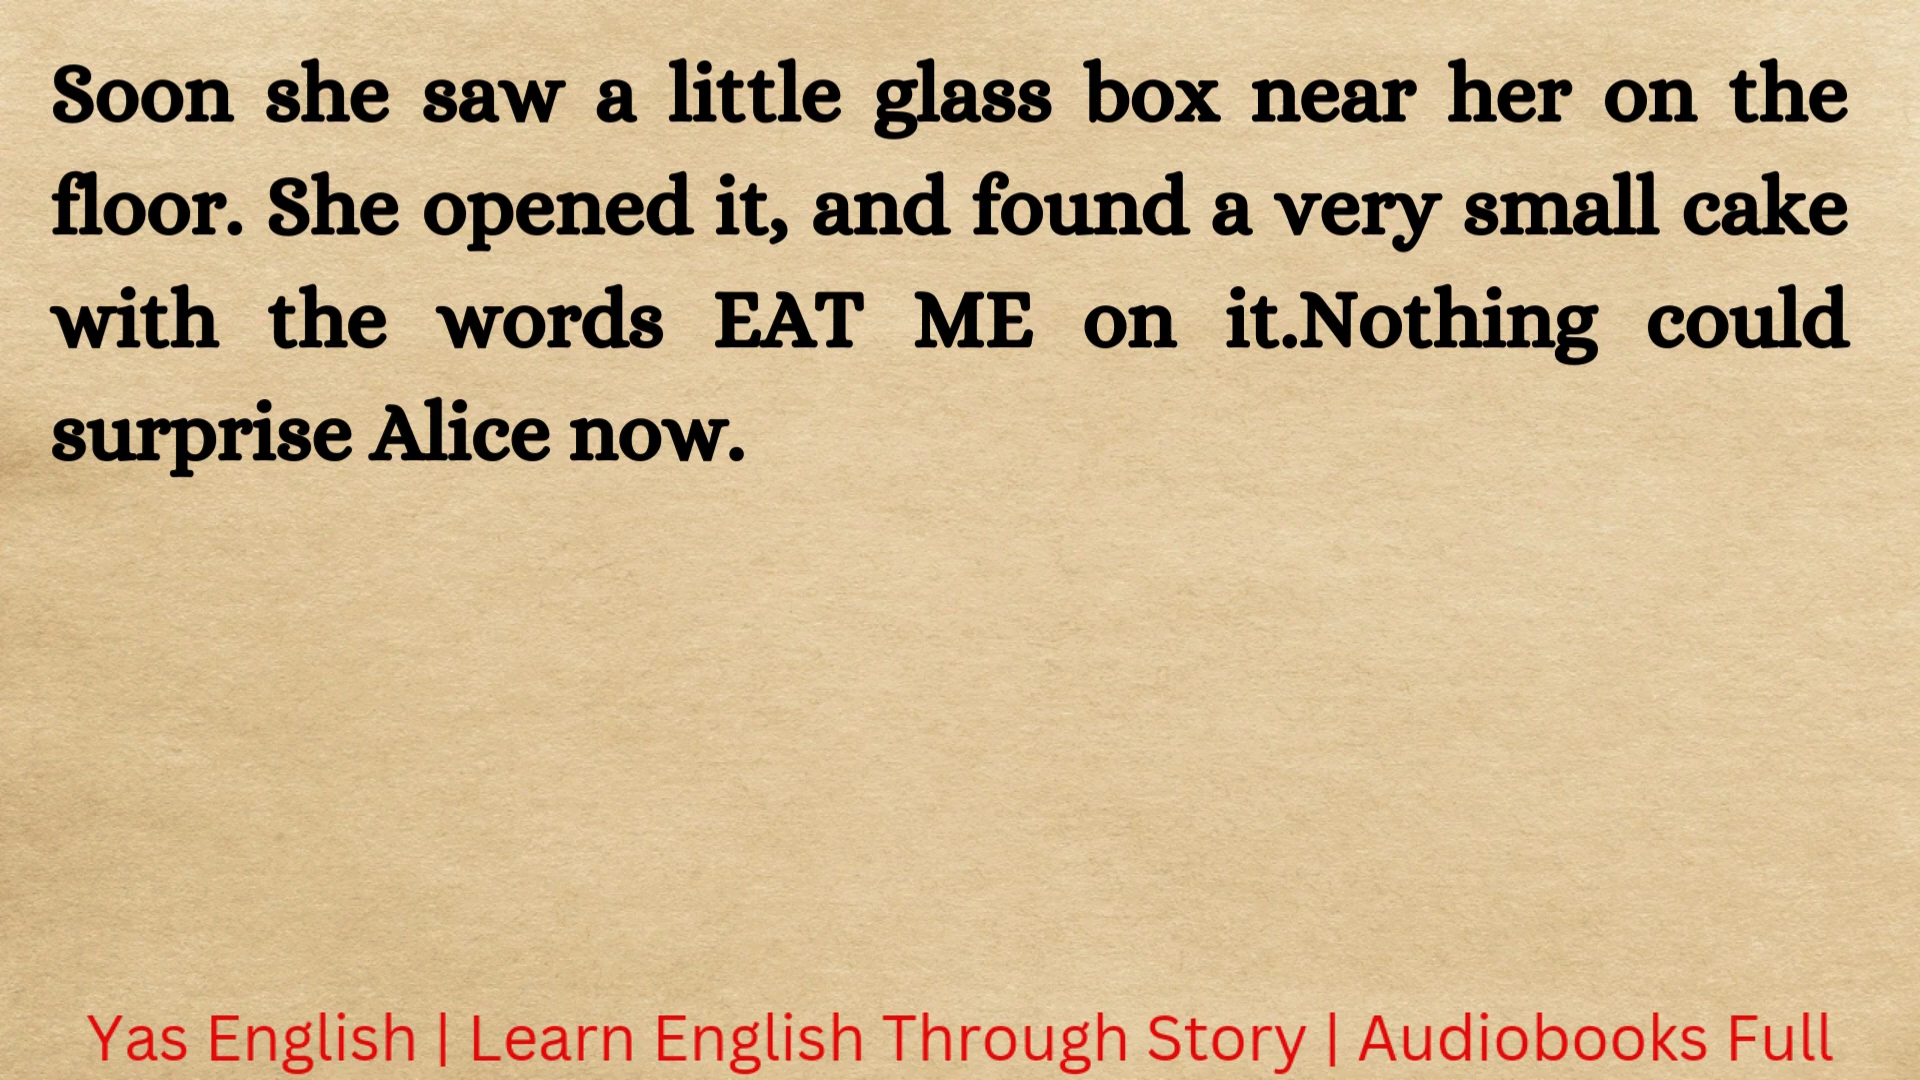 Soon she saw a little glass box near her on the
floor. She opened it, and found a very small cake
with the words EAT ME on it.Nothing could
surprise Alice now.
Yas English | Learn English Through Story | Audiobooks Full